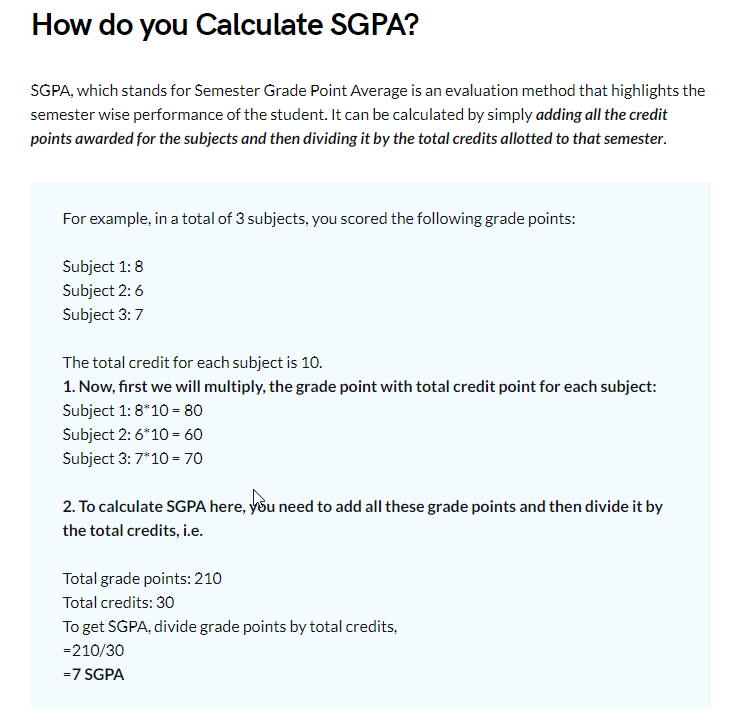 How do you Calculate SGPA?
SGPA, which stands for Semester Grade Point Average is an evaluation method that highlights the
semester wise performance of the student. It can be calculated by simply adding all the credit
points awarded for the subjects and then dividing it by the total credits allotted to that semester.
For example, in a total of 3 subjects, you scored the following grade points:
Subject 1: 8
Subject 2: 6
Subject 3: 7
The total credit for each subject is 10.
1. Now, first we will multiply, the grade point with total credit point for each subject:
Subject 1: 8*10 = 80
Subject 2: 6*10 = 60
Subject 3: 7*10 = 70
2. To calculate SGPA here, you need to add all these grade points and then divide it by
the total credits, i.e.
Total grade points: 210
Total credits: 30
To get SGPA, divide grade points by total credits,
=210/30
=7 SGPA